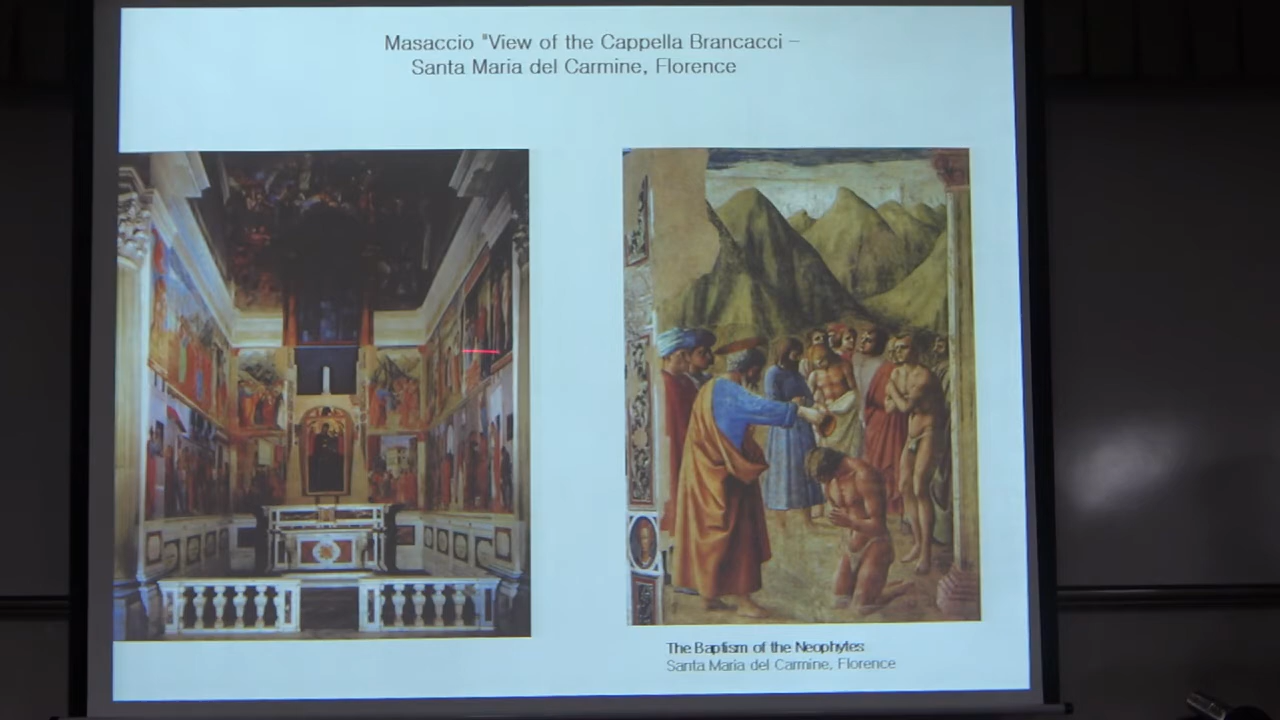 Masaccio "View of the Cappella Brancacci –
Santa Maria del Carmine, Florence
The Baptism of the Neophytes
Santa Maria del Carmine, Florence